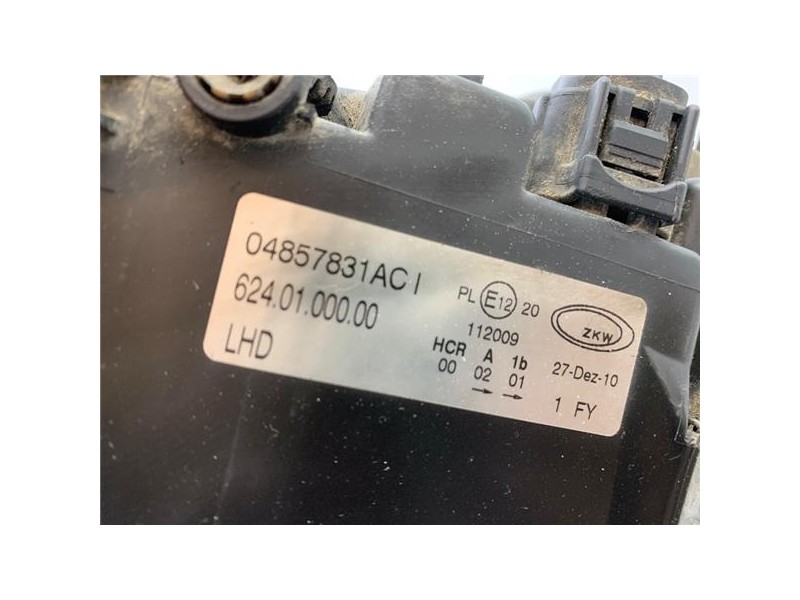 04857831AC I
624.01.000.00
LHD
PL E12 20
112009
HCR A 1b
00 02 01
→ →
ZKW
27-Dez-10
1 FY